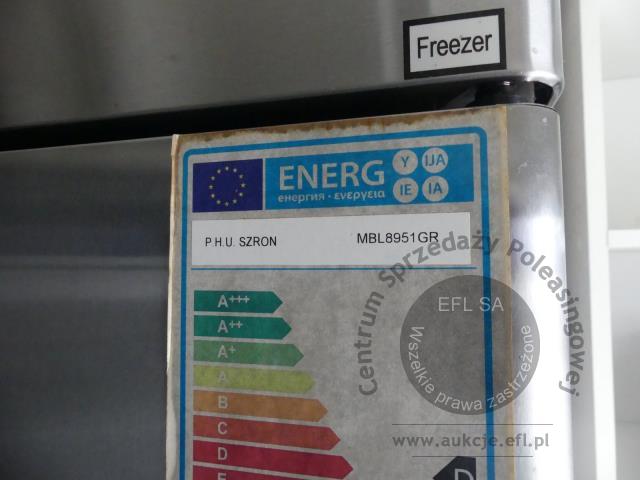 Freezer
ENERG
Y IJA
IE IA
енергия · ενεργεια
P.H.U. SZRON MBL8951GR
A+++
A++
A+
A
B
C
D
E
D
Centrum Sprzedaży Poleasingowej
EFL SA
Wszelkie prawa zastrzeżone
www.aukcje.efl.pl